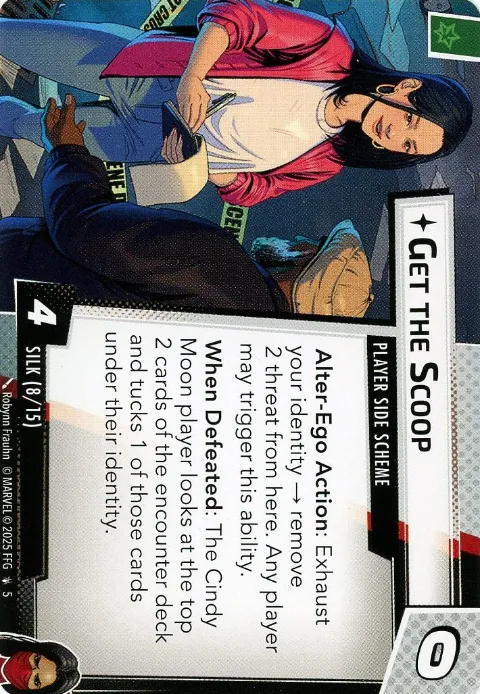 ✦GET THE SCOOP
0
PLAYER SIDE SCHEME
Alter-Ego Action: Exhaust
your identity → remove
2 threat from here. Any player
may trigger this ability.
When Defeated: The Cindy
Moon player looks at the top
2 cards of the encounter deck
and tucks 1 of those cards
under their identity.
4
SILK (8/15)
Robynn Frauhn © MARVEL © 2025 FFG 5